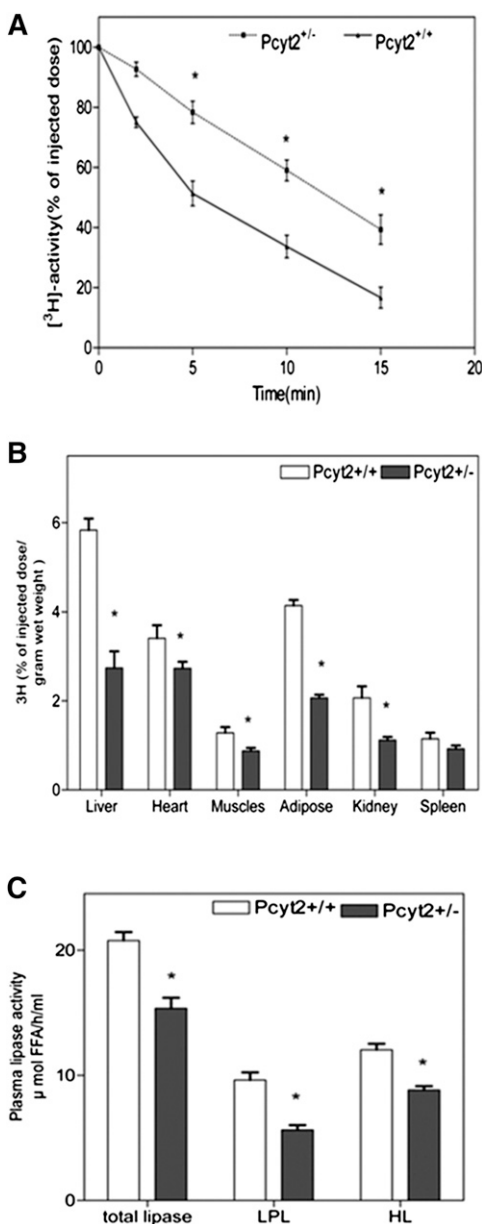 A
Pcyt2+/- Pcyt2+/+
[3H]-activity(% of injected dose)
100
80
60
40
20
0
* * *
0 5 10 15 20
Time(min)
B
Pcyt2+/+ Pcyt2+/-
3H (% of injected dose/
gram wet weight )
6
4
2
0
* * * * *
Liver Heart Muscles Adipose Kidney Spleen
C
Pcyt2+/+ Pcyt2+/-
Plasma lipase activity
µ mol FFA/h/ml
20
10
0
* * *
total lipase LPL HL